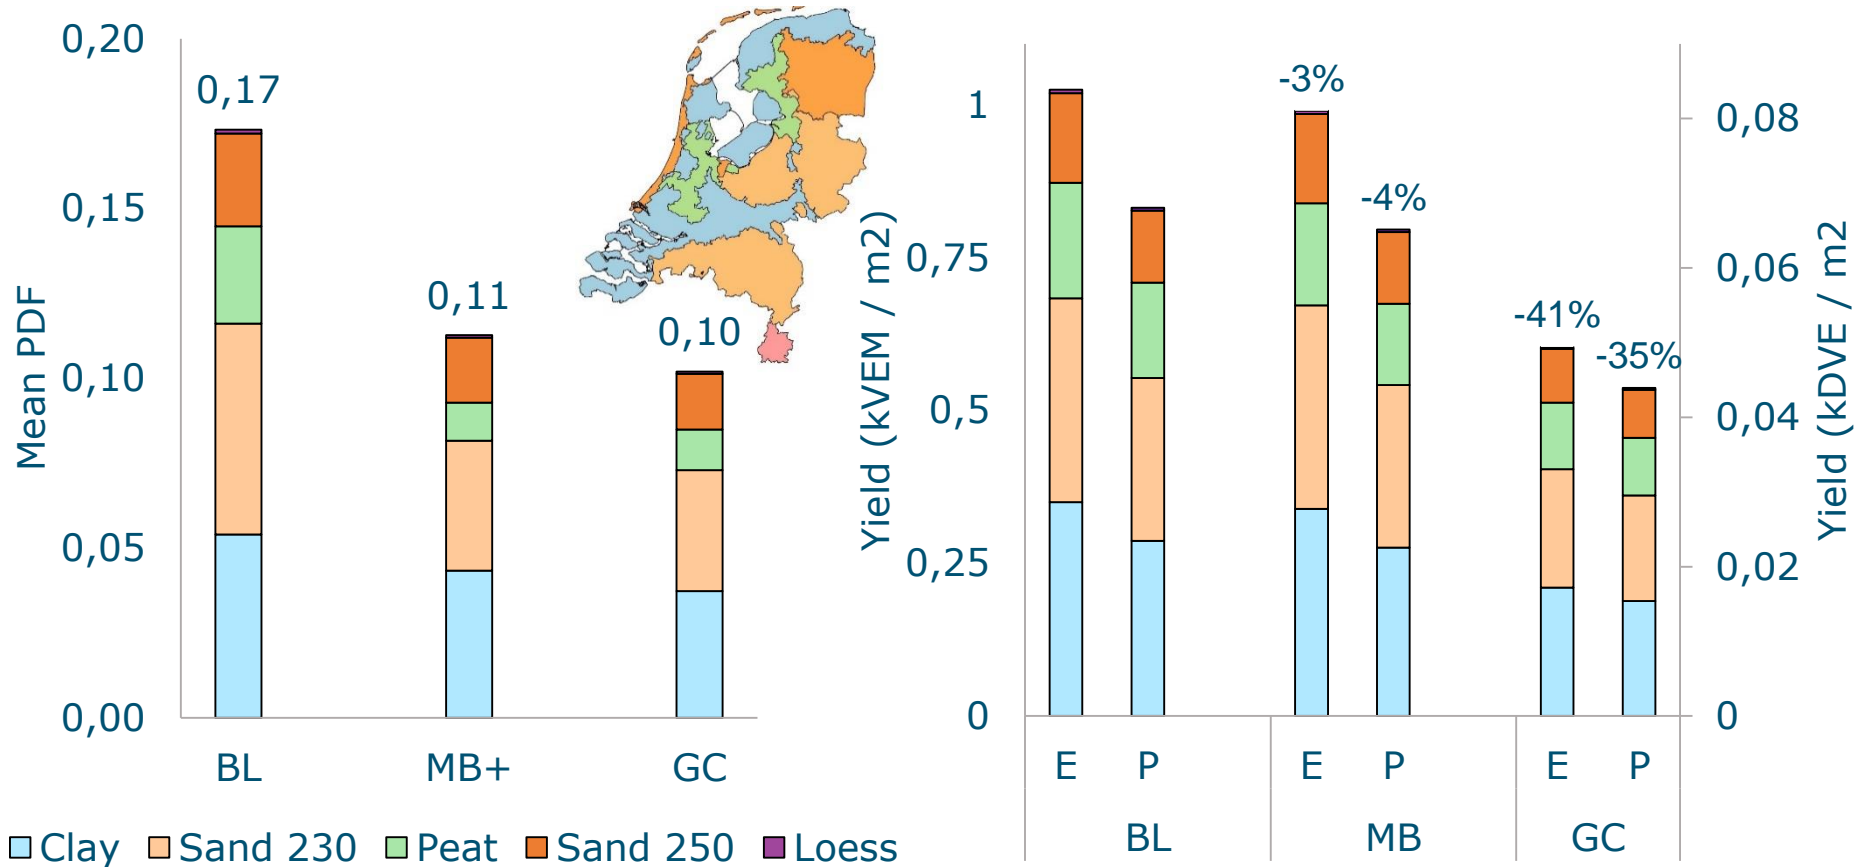 0,20
0,15
0,10
0,05
0,00
Mean PDF
0,17
0,11
0,10
BL
MB+
GC
Clay
Sand 230
Peat
Sand 250
Loess
Yield (kVEM / m2)
1
0,75
0,5
0,25
0
-3%
-4%
-41%
-35%
0,08
0,06
0,04
0,02
0
Yield (kDVE / m2
E P E P E P
BL MB GC